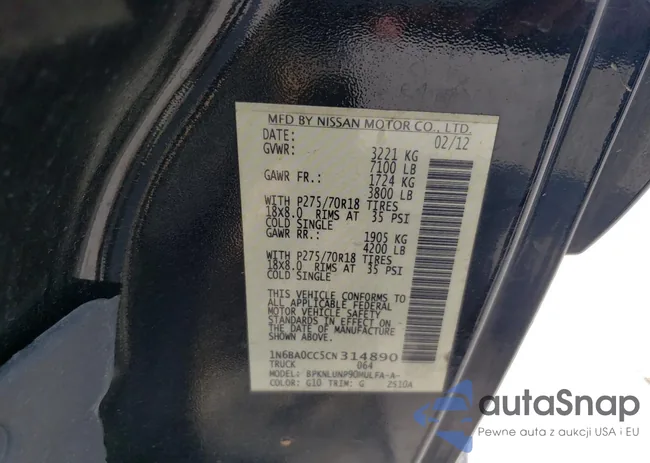 MFD BY NISSAN MOTOR CO., LTD.
DATE: 02/12
GVWR: 3221 KG
7100 LB
GAWR FR.: 1724 KG
3800 LB
WITH P275/70R18 TIRES
18x8.0 RIMS AT 35 PSI
COLD SINGLE
GAWR RR.: 1905 KG
4200 LB
WITH P275/70R18 TIRES
18x8.0 RIMS AT 35 PSI
COLD SINGLE
THIS VEHICLE CONFORMS TO
ALL APPLICABLE FEDERAL
MOTOR VEHICLE SAFETY
STANDARDS IN EFFECT ON
THE DATE OF MANUFACTURE
SHOWN ABOVE.
1N6BA0CC5CN314890
TRUCK 064
MODEL: BPKNLUNP90MULFA-A-
COLOR: G10 TRIM: G 2510A
autoSnap
Pewne auta z aukcji USA i EU